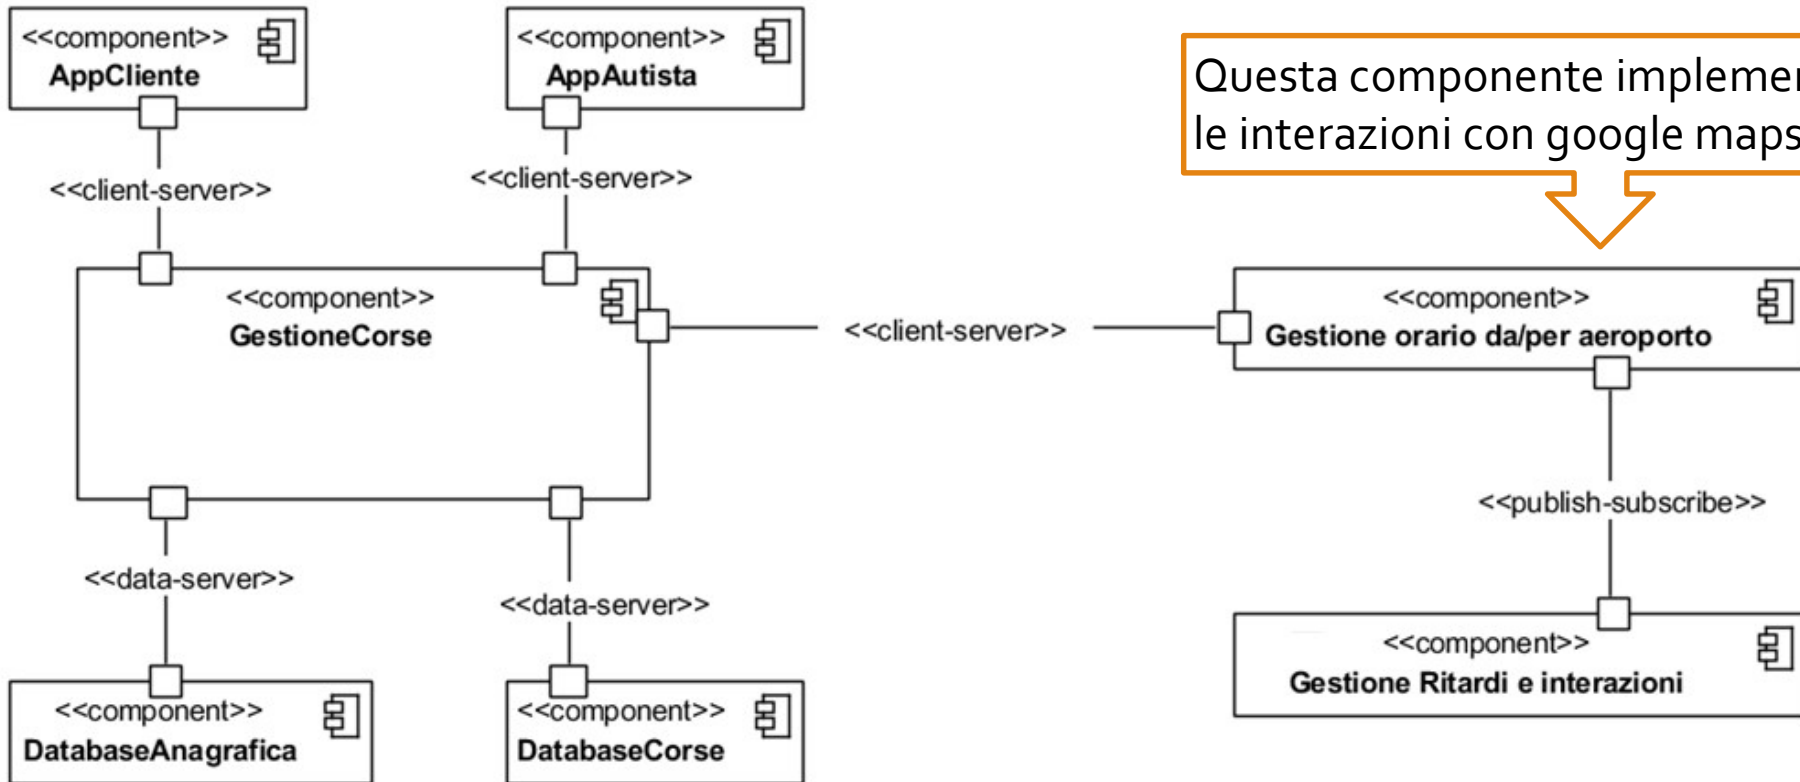 <<component>>
AppCliente
<<component>>
AppAutista
Questa componente
le interazioni con google maps
<<client-server>>
<<client-server>>
<<component>>
GestioneCorse
<<client-server>>
<<component>>
Gestione orario da/per aeroporto
<<publish-subscribe>>
<<data-server>>
<<data-server>>
<<component>>
Gestione Ritardi e interazioni
<<component>>
DatabaseAnagrafica
<<component>>
DatabaseCorse